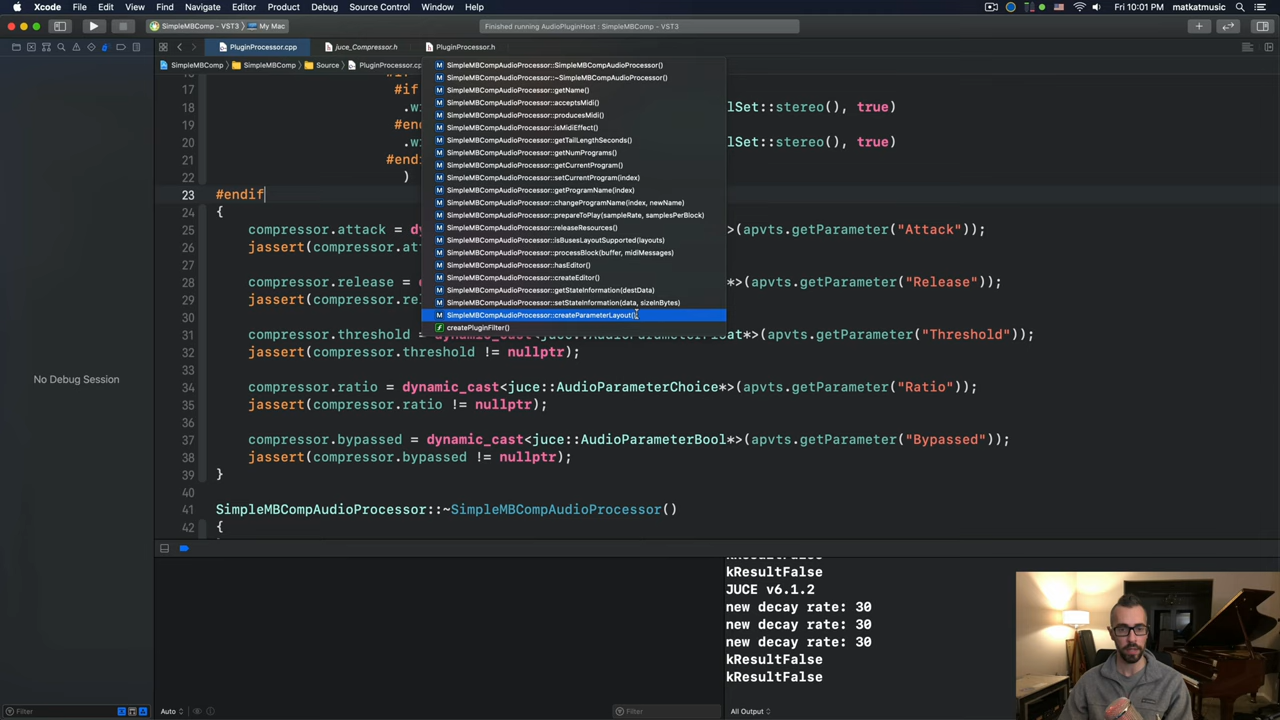 Xcode File Edit View Find Navigate Editor Product Debug Source Control Window Help
Fri 10:01 PM matkatmusic
SimpleMBComp - VST3 My Mac
Finished running AudioPluginHost : SimpleMBComp - VST3
PluginProcessor.cpp
juce_Compressor.h
PluginProcessor.h
SimpleMBComp SimpleMBComp Source PluginProcessor.cp
SimpleMBCompAudioProcessor::SimpleMBCompAudioProcessor()
SimpleMBCompAudioProcessor::~SimpleMBCompAudioProcessor()
SimpleMBCompAudioProcessor::getName()
SimpleMBCompAudioProcessor::acceptsMidi()
SimpleMBCompAudioProcessor::producesMidi()
SimpleMBCompAudioProcessor::isMidiEffect()
SimpleMBCompAudioProcessor::getTailLengthSeconds()
SimpleMBCompAudioProcessor::getNumPrograms()
SimpleMBCompAudioProcessor::getCurrentProgram()
SimpleMBCompAudioProcessor::setCurrentProgram(index)
SimpleMBCompAudioProcessor::getProgramName(index)
SimpleMBCompAudioProcessor::changeProgramName(index, newName)
SimpleMBCompAudioProcessor::prepareToPlay(sampleRate, samplesPerBlock)
SimpleMBCompAudioProcessor::releaseResources()
SimpleMBCompAudioProcessor::isBusesLayoutSupported(layouts)
SimpleMBCompAudioProcessor::processBlock(buffer, midiMessages)
SimpleMBCompAudioProcessor::hasEditor()
SimpleMBCompAudioProcessor::createEditor()
SimpleMBCompAudioProcessor::getStateInformation(destData)
SimpleMBCompAudioProcessor::setStateInformation(data, sizeInBytes)
SimpleMBCompAudioProcessor::createParameterLayout()
createPluginFilter()
17 #if
18 .w lSet::stereo(), true)
19 #en
20 .w lSet::stereo(), true)
21 #end
22 )
23 #endif
24 {
25 compressor.attack = d >(apvts.getParameter("Attack"));
26 jassert(compressor.at
27
28 compressor.release = >(apvts.getParameter("Release"));
29 jassert(compressor.re
30
31 compressor.threshold = dynamic_cast<juce::AudioParameterFloat*>(apvts.getParameter("Threshold"));
32 jassert(compressor.threshold != nullptr);
33
34 compressor.ratio = dynamic_cast<juce::AudioParameterChoice*>(apvts.getParameter("Ratio"));
35 jassert(compressor.ratio != nullptr);
36
37 compressor.bypassed = dynamic_cast<juce::AudioParameterBool*>(apvts.getParameter("Bypassed"));
38 jassert(compressor.bypassed != nullptr);
39 }
40
41 SimpleMBCompAudioProcessor::~SimpleMBCompAudioProcessor()
42 {
No Debug Session
kResultFalse
kResultFalse
JUCE v6.1.2
new decay rate: 30
new decay rate: 30
new decay rate: 30
kResultFalse
kResultFalse
Filter
Auto
Filter
All Output